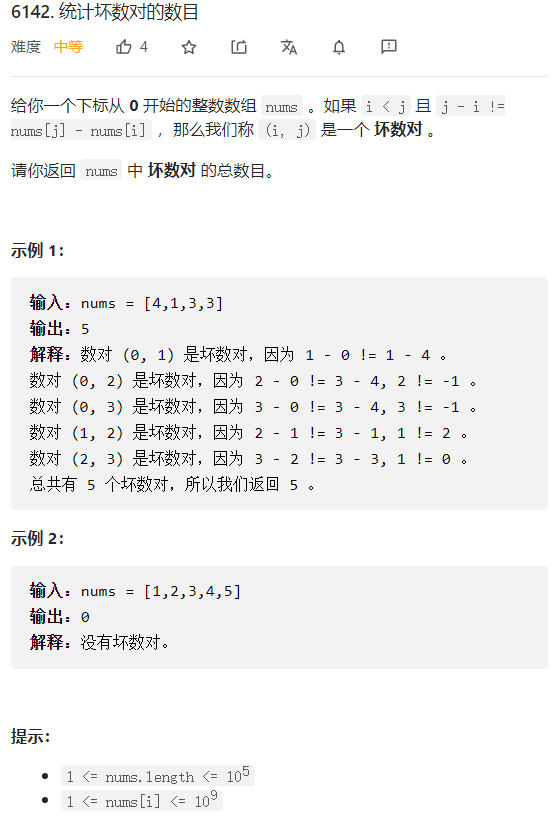 6142. 统计坏数对的数目
难度 中等 4
给你一个下标从 0 开始的整数数组 nums 。如果 i < j 且 j - i !=
nums[j] - nums[i] ，那么我们称 (i, j) 是一个 坏数对 。
请你返回 nums 中 坏数对 的总数目。
示例 1：
输入：nums = [4,1,3,3]
输出：5
解释：数对 (0, 1) 是坏数对，因为 1 - 0 != 1 - 4 。
数对 (0, 2) 是坏数对，因为 2 - 0 != 3 - 4, 2 != -1 。
数对 (0, 3) 是坏数对，因为 3 - 0 != 3 - 4, 3 != -1 。
数对 (1, 2) 是坏数对，因为 2 - 1 != 3 - 1, 1 != 2 。
数对 (2, 3) 是坏数对，因为 3 - 2 != 3 - 3, 1 != 0 。
总共有 5 个坏数对，所以我们返回 5 。
示例 2：
输入：nums = [1,2,3,4,5]
输出：0
解释：没有坏数对。
提示：
1 <= nums.length <= 10⁵
1 <= nums[i] <= 10⁹